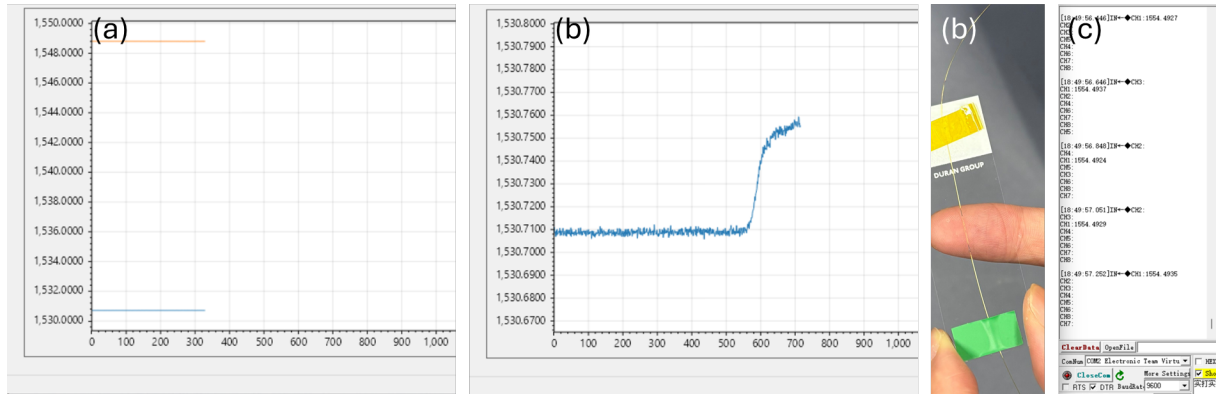 (a)
1,550.0000
1,548.0000
1,546.0000
1,544.0000
1,542.0000
1,540.0000
1,538.0000
1,536.0000
1,534.0000
1,532.0000
1,530.0000
0 100 200 300 400 500 600 700 800 900 1,000
(b)
1,530.8000
1,530.7900
1,530.7800
1,530.7700
1,530.7600
1,530.7500
1,530.7400
1,530.7300
1,530.7200
1,530.7100
1,530.7000
1,530.6900
1,530.6800
1,530.6700
0 100 200 300 400 500 600 700 800 900 1,000
(b)
DURAN GROUP
(c)
[18:49:56.446]IN←◆CH1:1554.4927
CH2
CH3
CH5:
CH4:
CH6:
CH7:
CH8:
[18:49:56.646]IN←◆CH3:
CH1:1554.4937
CH2:
CH4:
CH6:
CH7:
CH8:
CH5:
[18:49:56.848]IN←◆CH2:
CH4:
CH1:1554.4924
CH5:
CH3:
CH6:
CH8:
CH7:
[18:49:57.051]IN←◆CH2:
CH3:
CH1:1554.4929
CH4:
CH5:
CH6:
CH7:
CH8:
[18:49:57.252]IN←◆CH1:1554.4935
CH2:
CH3:
CH4:
CH5:
CH6:
CH8:
CH7:
ClearData OpenFile
ComNum COM2 Electronic Team Virtu HEX
CloseCom More Settings Sho
RTS DTR BaudRat 9600